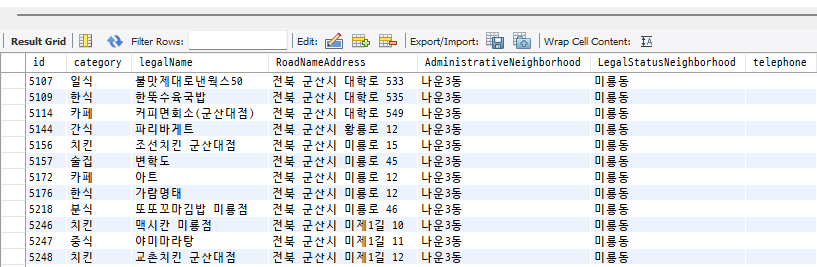 Result Grid Filter Rows: Edit: Export/Import: Wrap Cell Content:
id category legalName RoadNameAddress AdministrativeNeighborhood LegalStatusNeighborhood telephone
5107 일식 불맛제대로낸웍스50 전북 군산시 대학로 533 나운3동 미룡동
5109 한식 한뚝수육국밥 전북 군산시 대학로 535 나운3동 미룡동
5114 카페 커피면회소(군산대점) 전북 군산시 대학로 549 나운3동 미룡동
5144 간식 파리바게트 전북 군산시 황룡로 12 나운3동 미룡동
5156 치킨 조선치킨 군산대점 전북 군산시 미룡로 15 나운3동 미룡동
5157 술집 변학도 전북 군산시 미룡로 45 나운3동 미룡동
5172 카페 아트 전북 군산시 미룡로 12 나운3동 미룡동
5176 한식 가람명태 전북 군산시 미룡로 12 나운3동 미룡동
5218 분식 또또꼬마김밥 미룡점 전북 군산시 미룡로 46 나운3동 미룡동
5246 치킨 맥시칸 미룡점 전북 군산시 미제1길 10 나운3동 미룡동
5247 중식 야미마라탕 전북 군산시 미제1길 11 나운3동 미룡동
5248 치킨 교촌치킨 군산대점 전북 군산시 미제1길 12 나운3동 미룡동